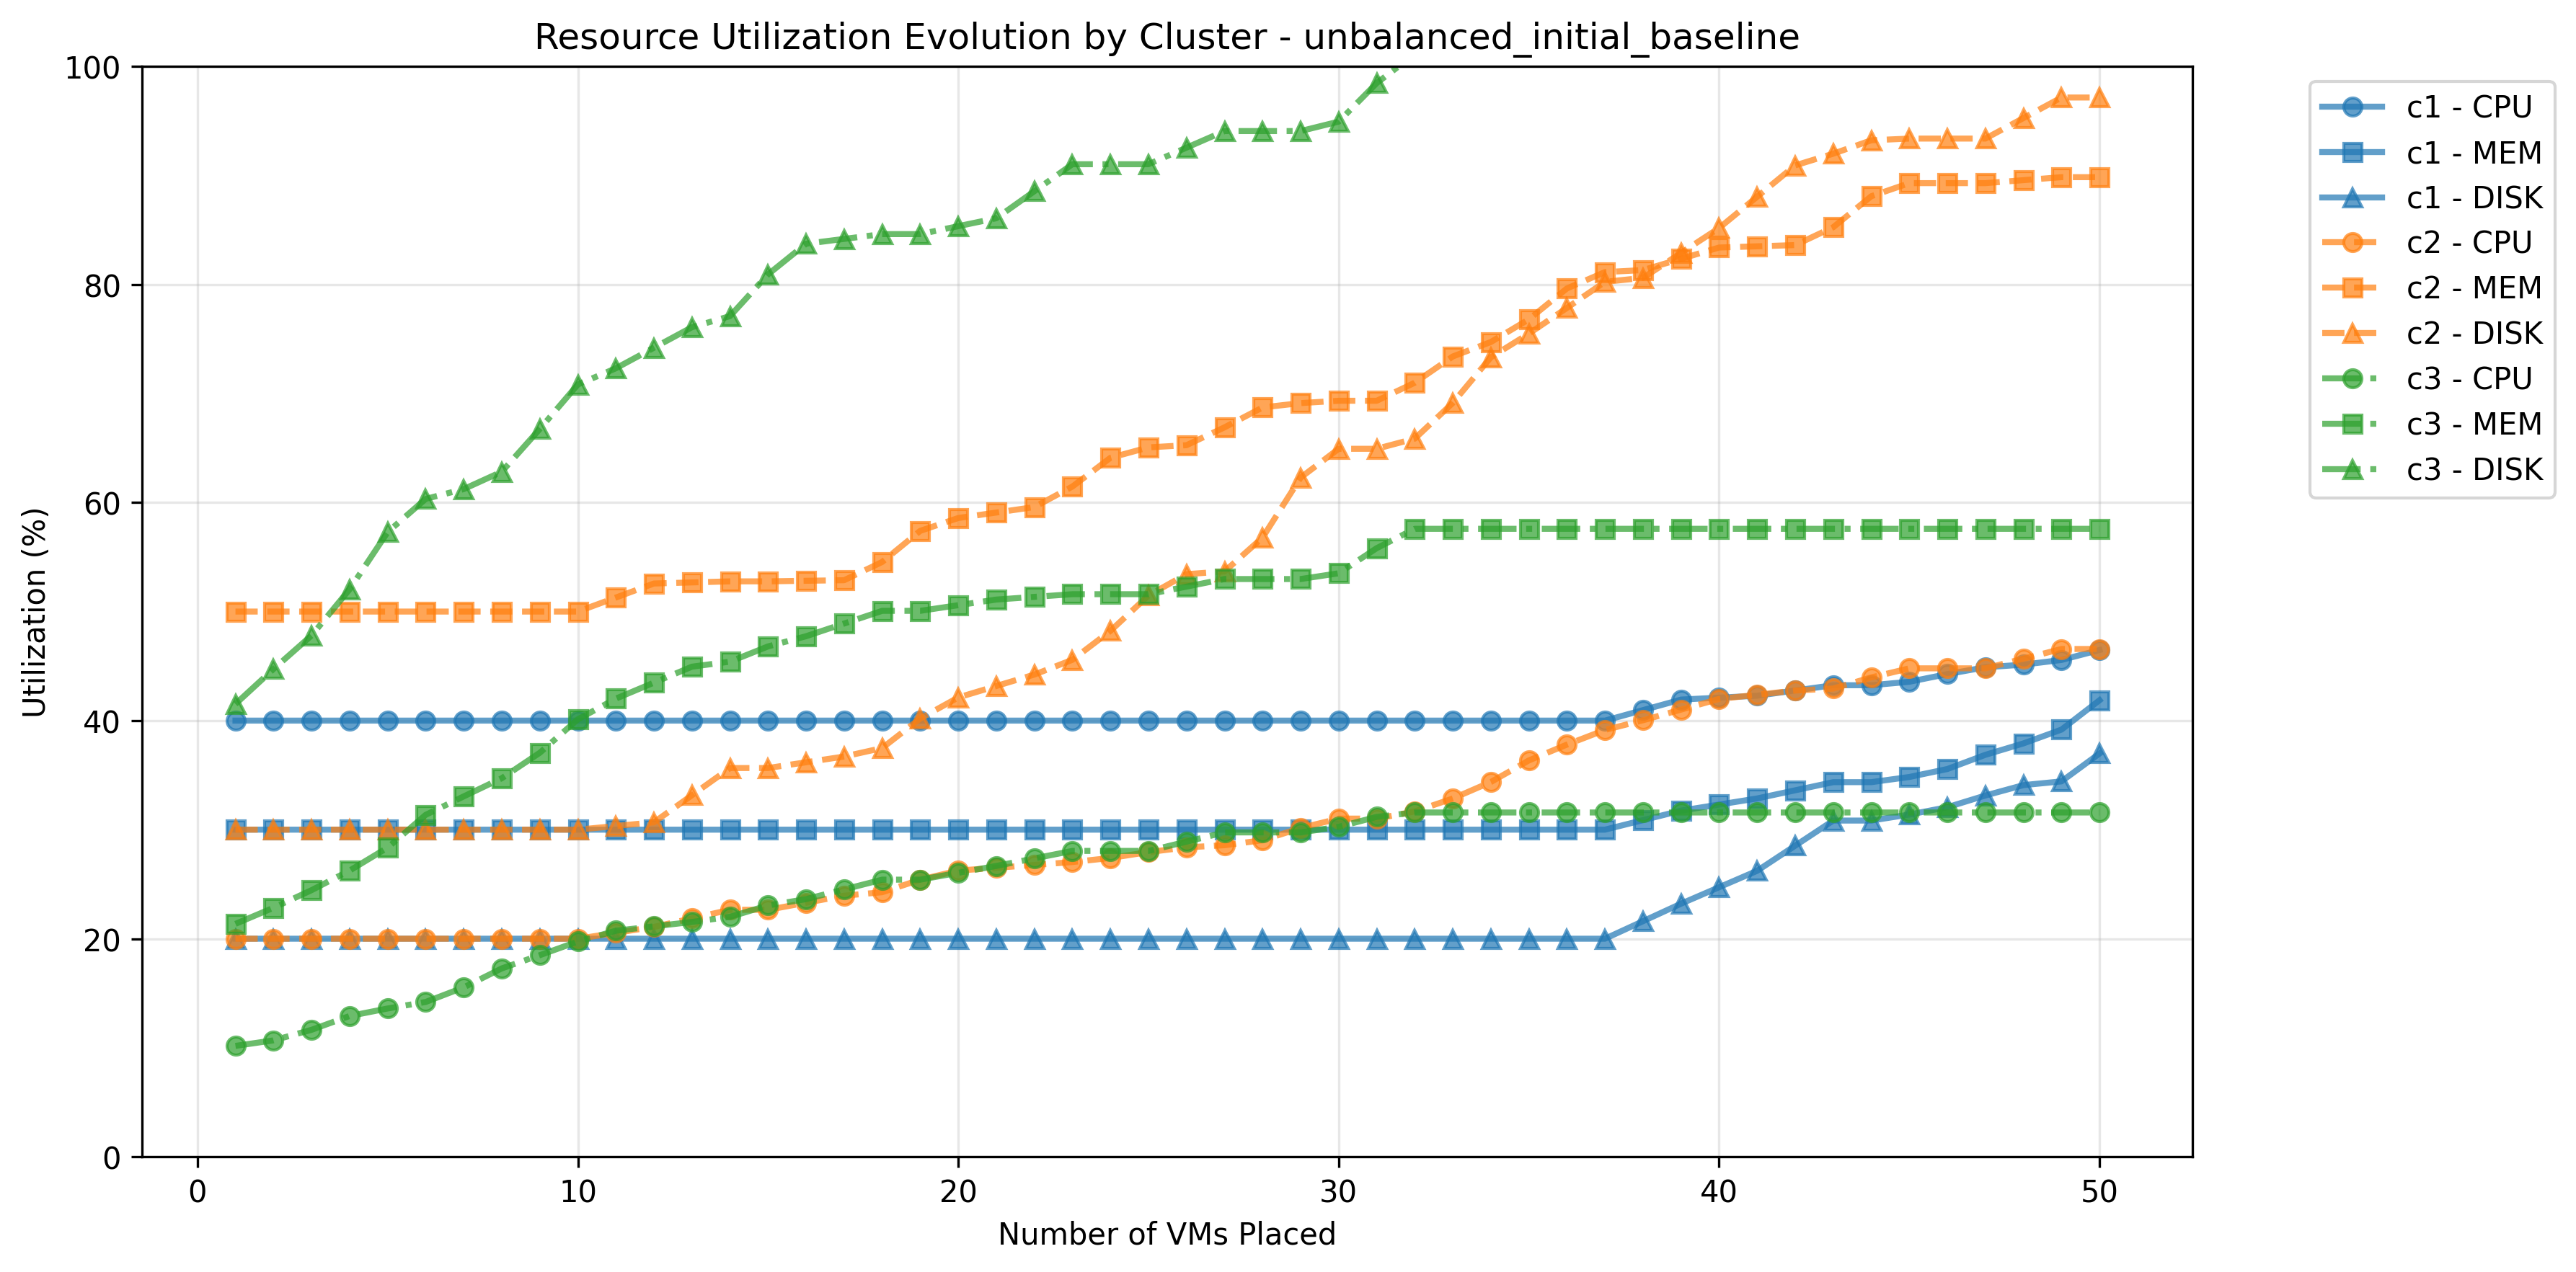 Resource Utilization Evolution by Cluster - unbalanced_initial_baseline
100
80
60
40
20
0
Utilization (%)
0 10 20 30 40 50
Number of VMs Placed
c1 - CPU
c1 - MEM
c1 - DISK
c2 - CPU
c2 - MEM
c2 - DISK
c3 - CPU
c3 - MEM
c3 - DISK